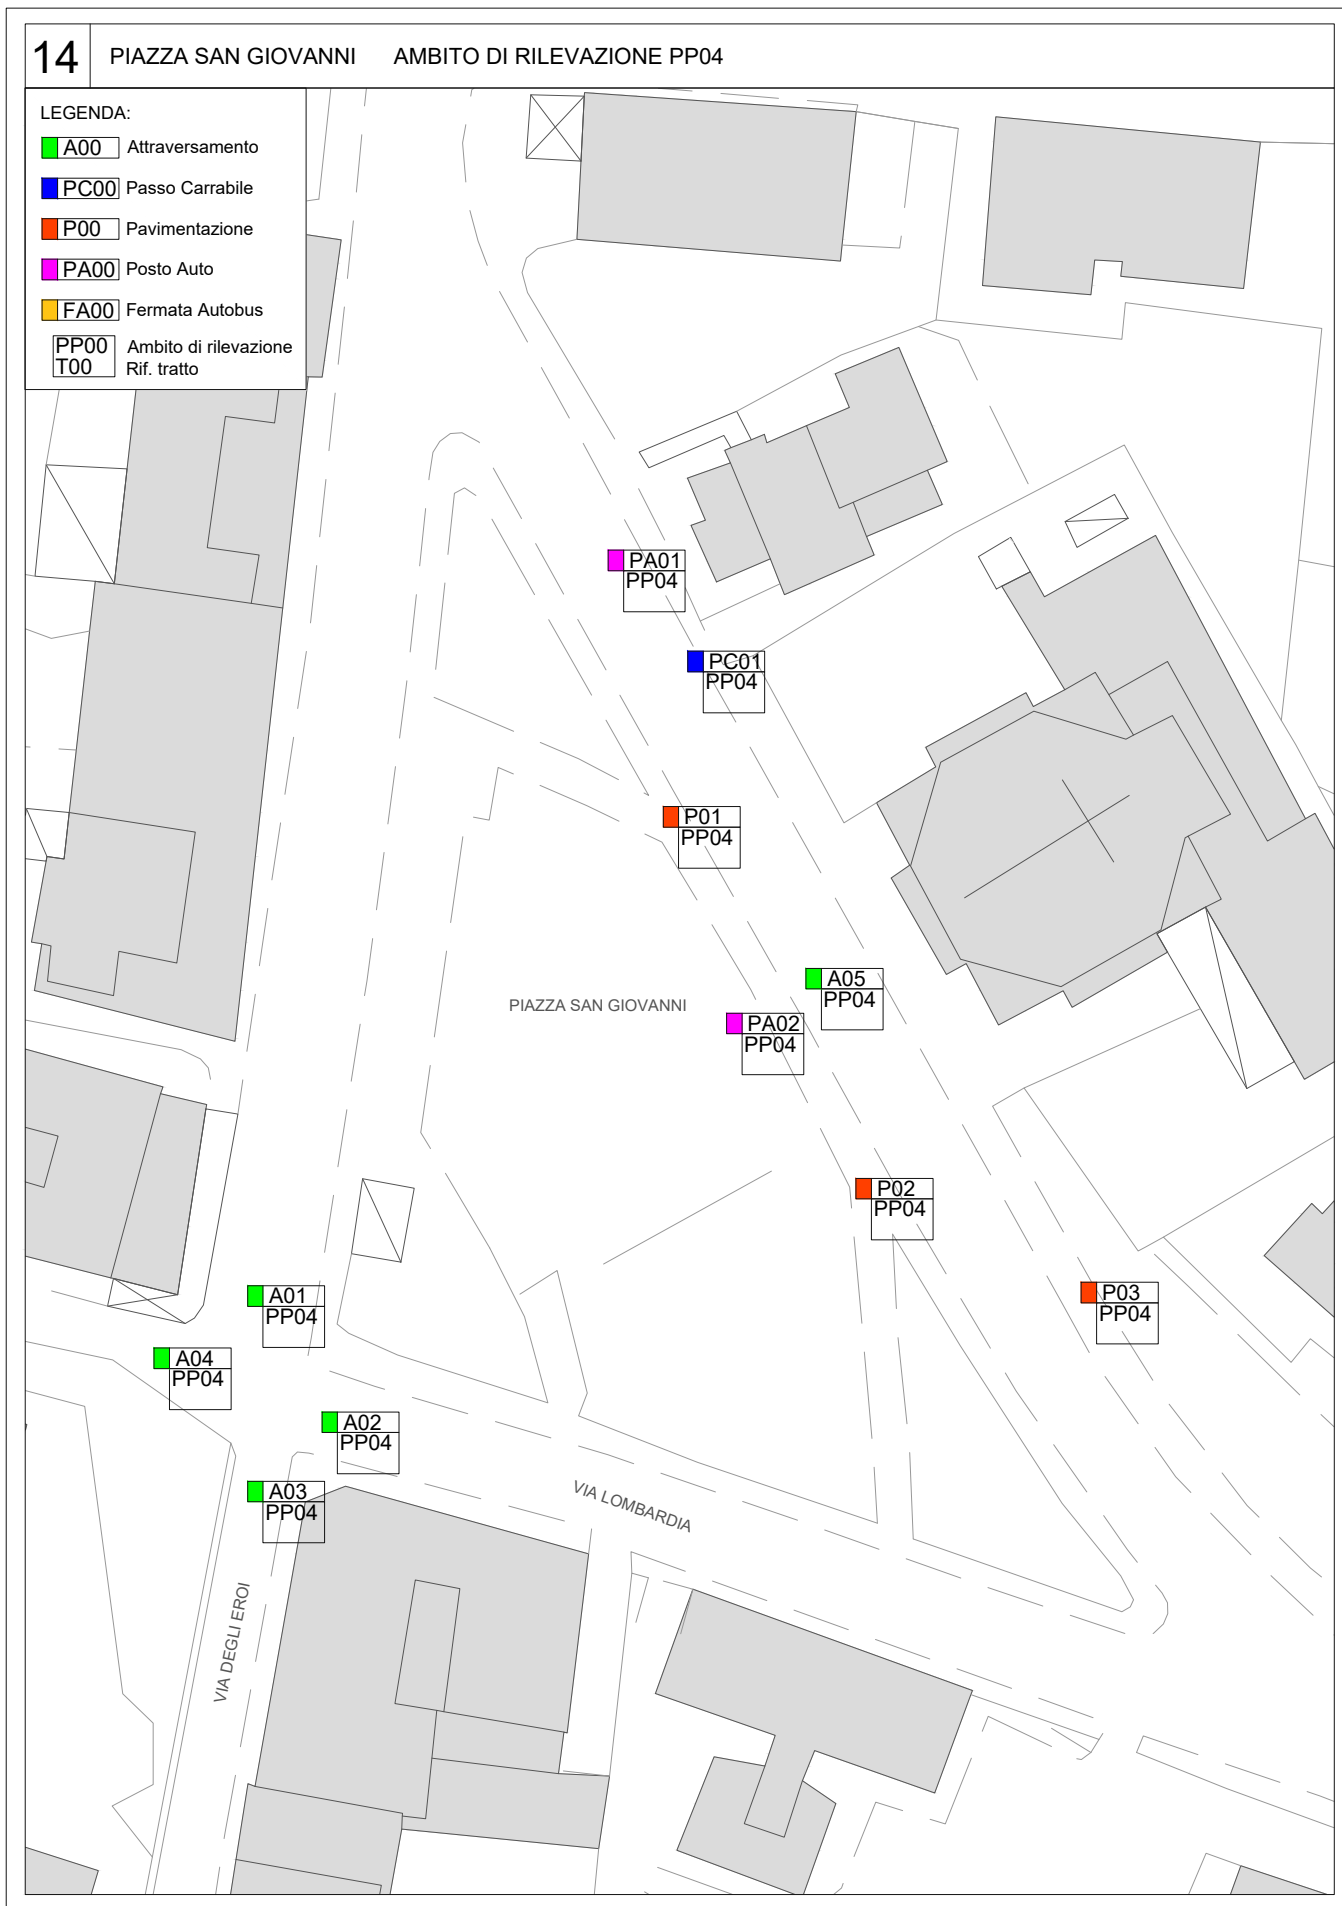 14 PIAZZA SAN GIOVANNI AMBITO DI RILEVAZIONE PP04
LEGENDA:
A00 Attraversamento
PC00 Passo Carrabile
P00 Pavimentazione
PA00 Posto Auto
FA00 Fermata Autobus
PP00 Ambito di rilevazione
T00 Rif. tratto
PA01
PP04
PC01
PP04
P01
PP04
A05
PP04
PIAZZA SAN GIOVANNI
PA02
PP04
P02
PP04
A01
PP04
P03
PP04
A04
PP04
A02
PP04
A03
PP04
VIA LOMBARDIA
VIA DEGLI EROI